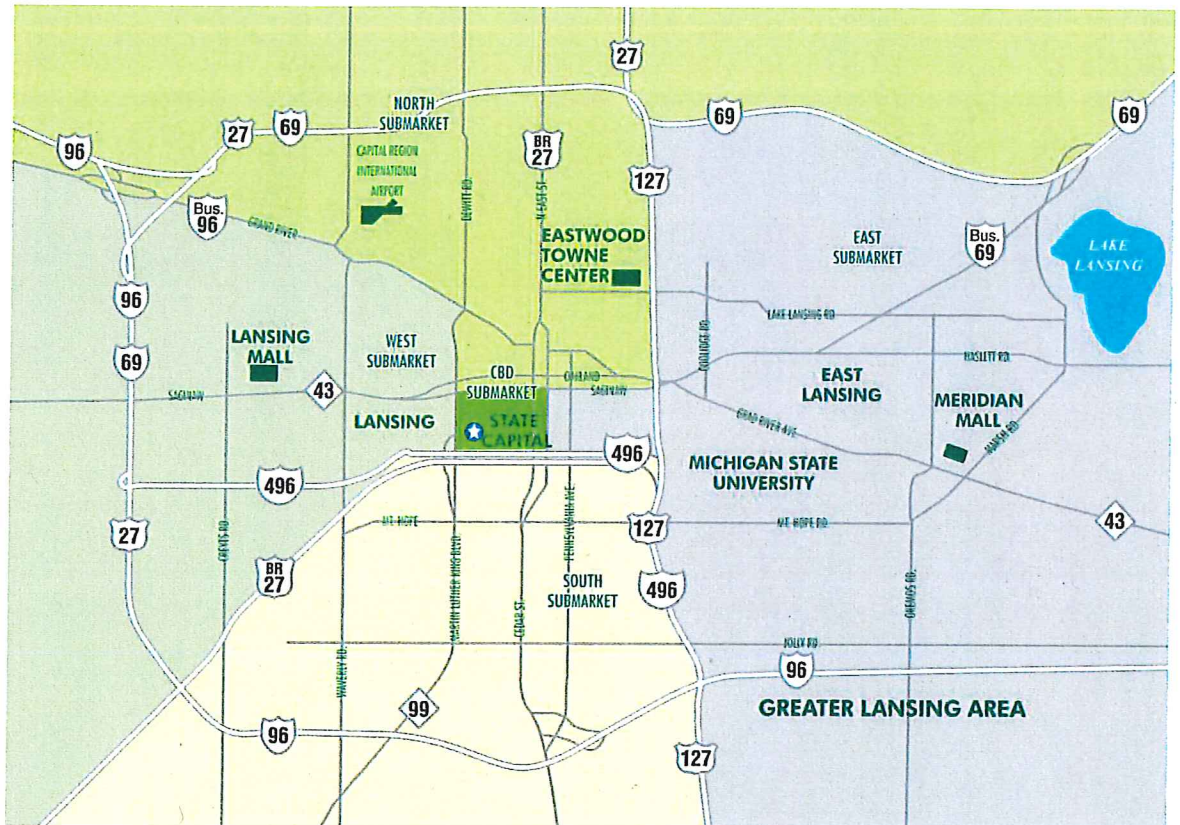 27
NORTH
SUBMARKET
69
27
96
69
69
BR
27
CAPITAL REGION
INTERNATIONAL
AIRPORT
127
DEWITT RD.
N EAST ST
Bus.
96
GRAND RIVER
EASTWOOD
TOWNE
CENTER
EAST
SUBMARKET
Bus.
69
LAKE
LANSING
96
LAKE LANSING RD
LANSING
MALL
WEST
SUBMARKET
69
COOLIDGE RD.
HASLETT RD.
CBD
SUBMARKET
OAKLAND
SAGINAW
43
SAGINAW
EAST
LANSING
MERIDIAN
MALL
LANSING
STATE
CAPITAL
GRAD RIVER AVE
MARSH RD.
496
496
MICHIGAN STATE
UNIVERSITY
27
CREYTS RD.
MT. HOPE
PENNSYLVANIA AVE.
127
MT. HOPE RD.
43
BR
27
MARTIN LUTHER KING BLVD
CEDAR ST.
SOUTH
SUBMARKET
496
OKEMOS RD.
WAVERLY RD.
JOLLY RD
96
99
GREATER LANSING AREA
96
127